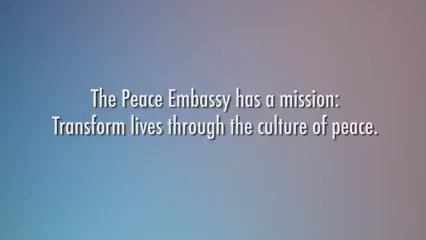 The Peace Embassy has a mission:
Transform lives through the culture of peace.